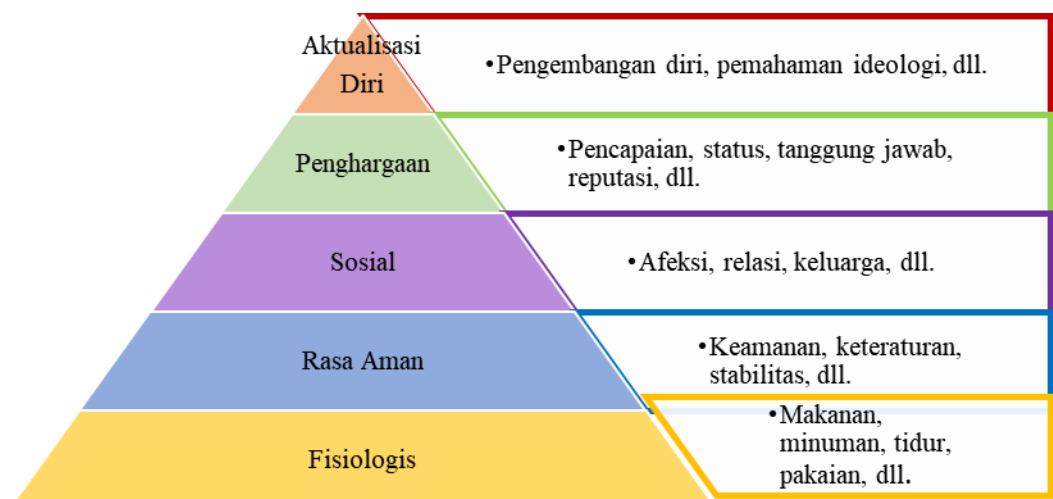 Aktualisasi
Diri
•Pengembangan diri, pemahaman ideologi, dll.
Penghargaan
•Pencapaian, status, tanggung jawab,
reputasi, dll.
Sosial
•Afeksi, relasi, keluarga, dll.
Rasa Aman
•Keamanan, keteraturan,
stabilitas, dll.
Fisiologis
•Makanan,
minuman, tidur,
pakaian, dll.